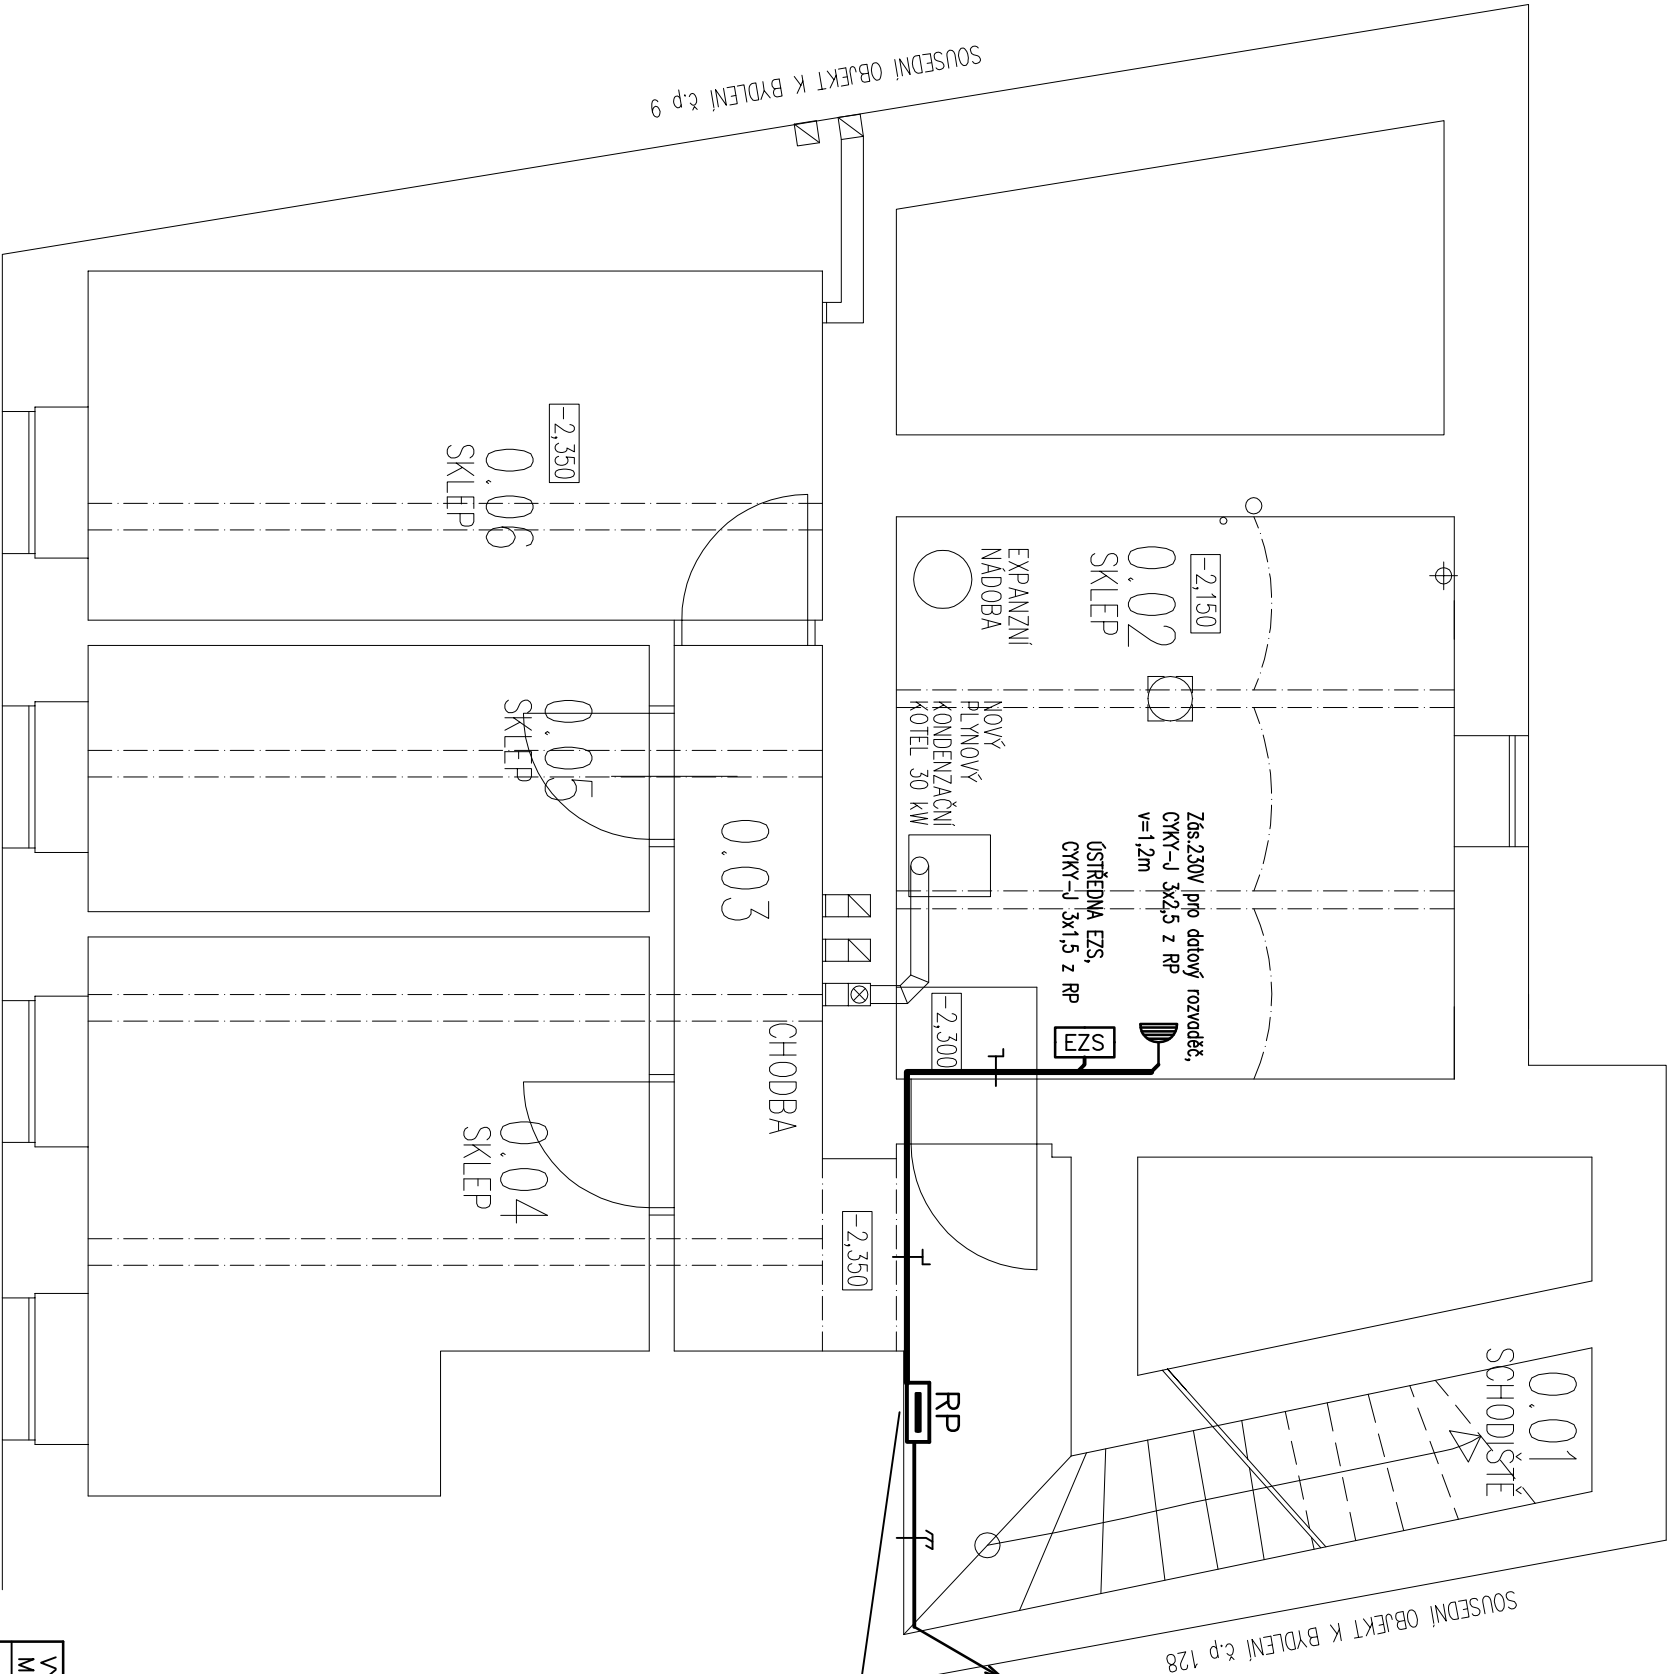 SOUSEDNÍ OBJEKT K BYDLENÍ č.p 9
-2,350
0.06
SKLEP
-2,150
0.02
SKLEP
EXPANZNÍ
NÁDOBA
NOVÝ
PLYNOVÝ
KONDENZAČNÍ
KOTEL 30 kW
0.05
SKLEP
0.03
CHODBA
Zás.230V pro datový rozvaděč,
CYKY-J 3x2,5 z RP
v=1,2m
ÚSTŘEDNA EZS,
CYKY-J 3x1,5 z RP
EZS
-2,300
0.04
SKLEP
-2,350
RP
0.01
SCHODIŠTĚ
SOUSEDNÍ OBJEKT K BYDLENÍ č.p 128